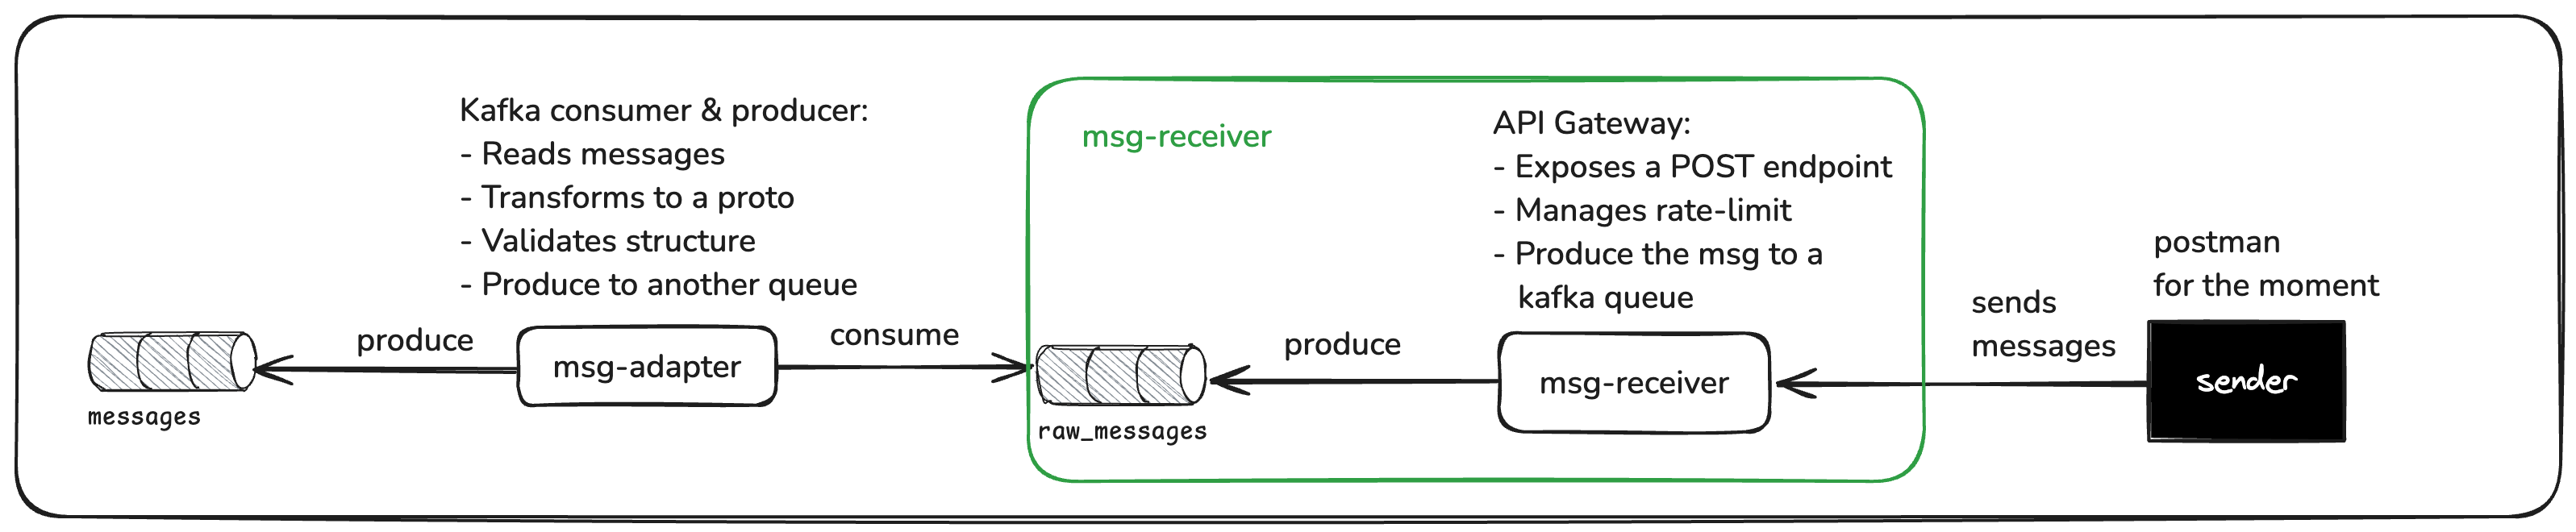 Kafka consumer & producer:
- Reads messages
- Transforms to a proto
- Validates structure
- Produce to another queue
produce
msg-adapter
consume
messages
msg-receiver
raw_messages
API Gateway:
- Exposes a POST endpoint
- Manages rate-limit
- Produce the msg to a
kafka queue
produce
msg-receiver
sends
messages
postman
for the moment
sender